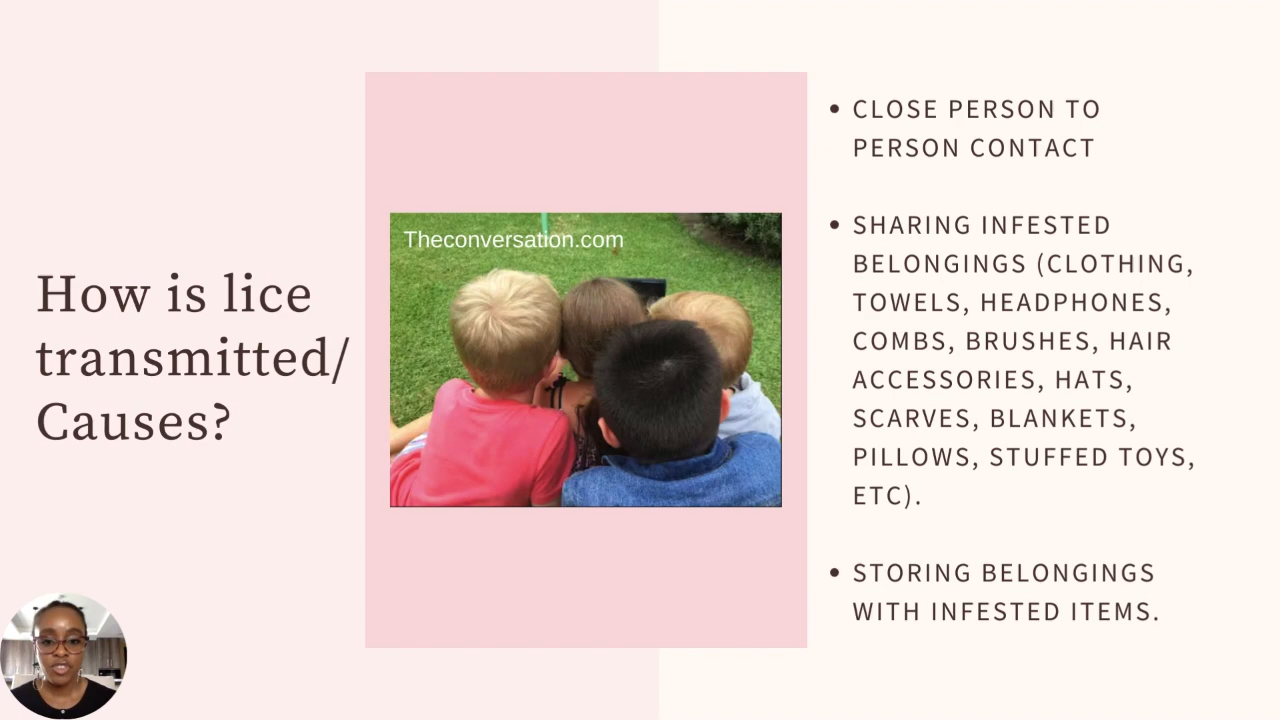 How is lice
transmitted/
Causes?
Theconversation.com
• CLOSE PERSON TO
PERSON CONTACT
• SHARING INFESTED
BELONGINGS (CLOTHING,
TOWELS, HEADPHONES,
COMBS, BRUSHES, HAIR
ACCESSORIES, HATS,
SCARVES, BLANKETS,
PILLOWS, STUFFED TOYS,
ETC).
• STORING BELONGINGS
WITH INFESTED ITEMS.